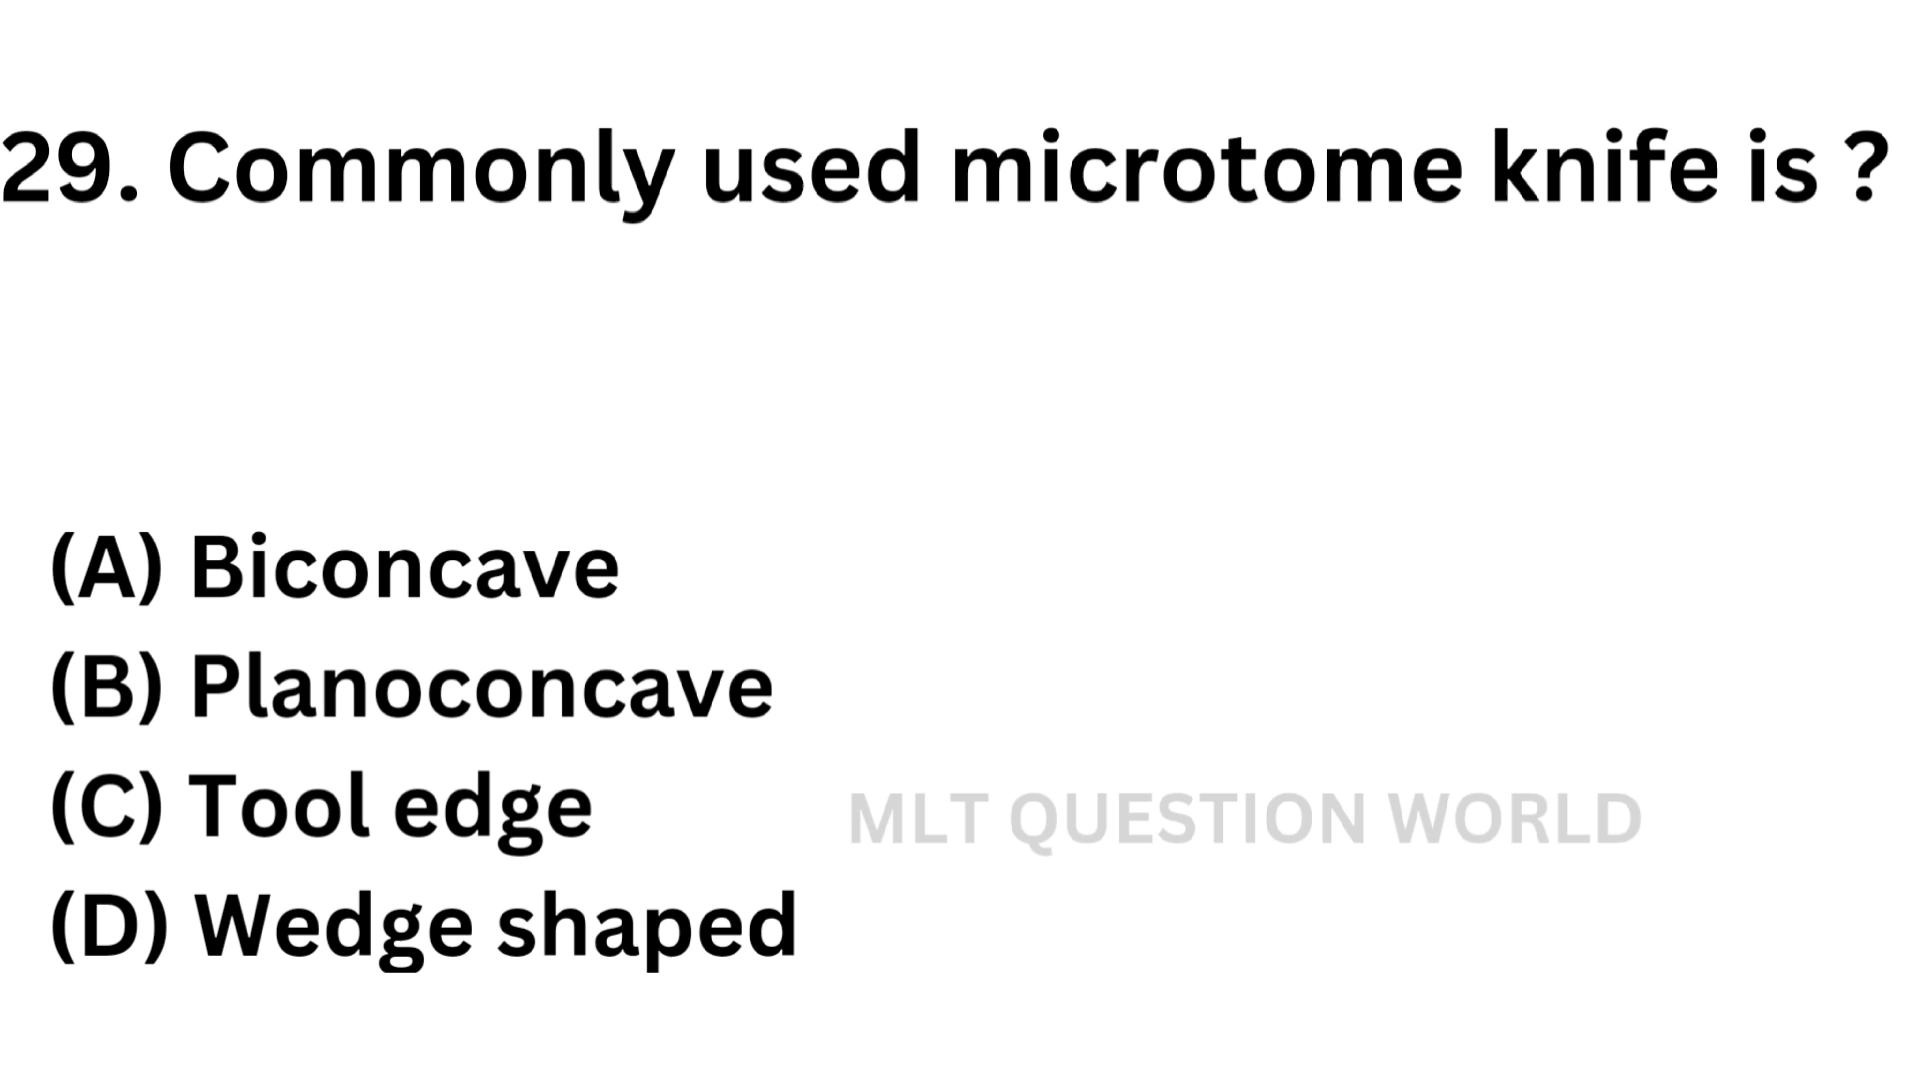 29. Commonly used microtome knife is ?
(A) Biconcave
(B) Planoconcave
(C) Tool edge
MLT QUESTION WORLD
(D) Wedge shaped